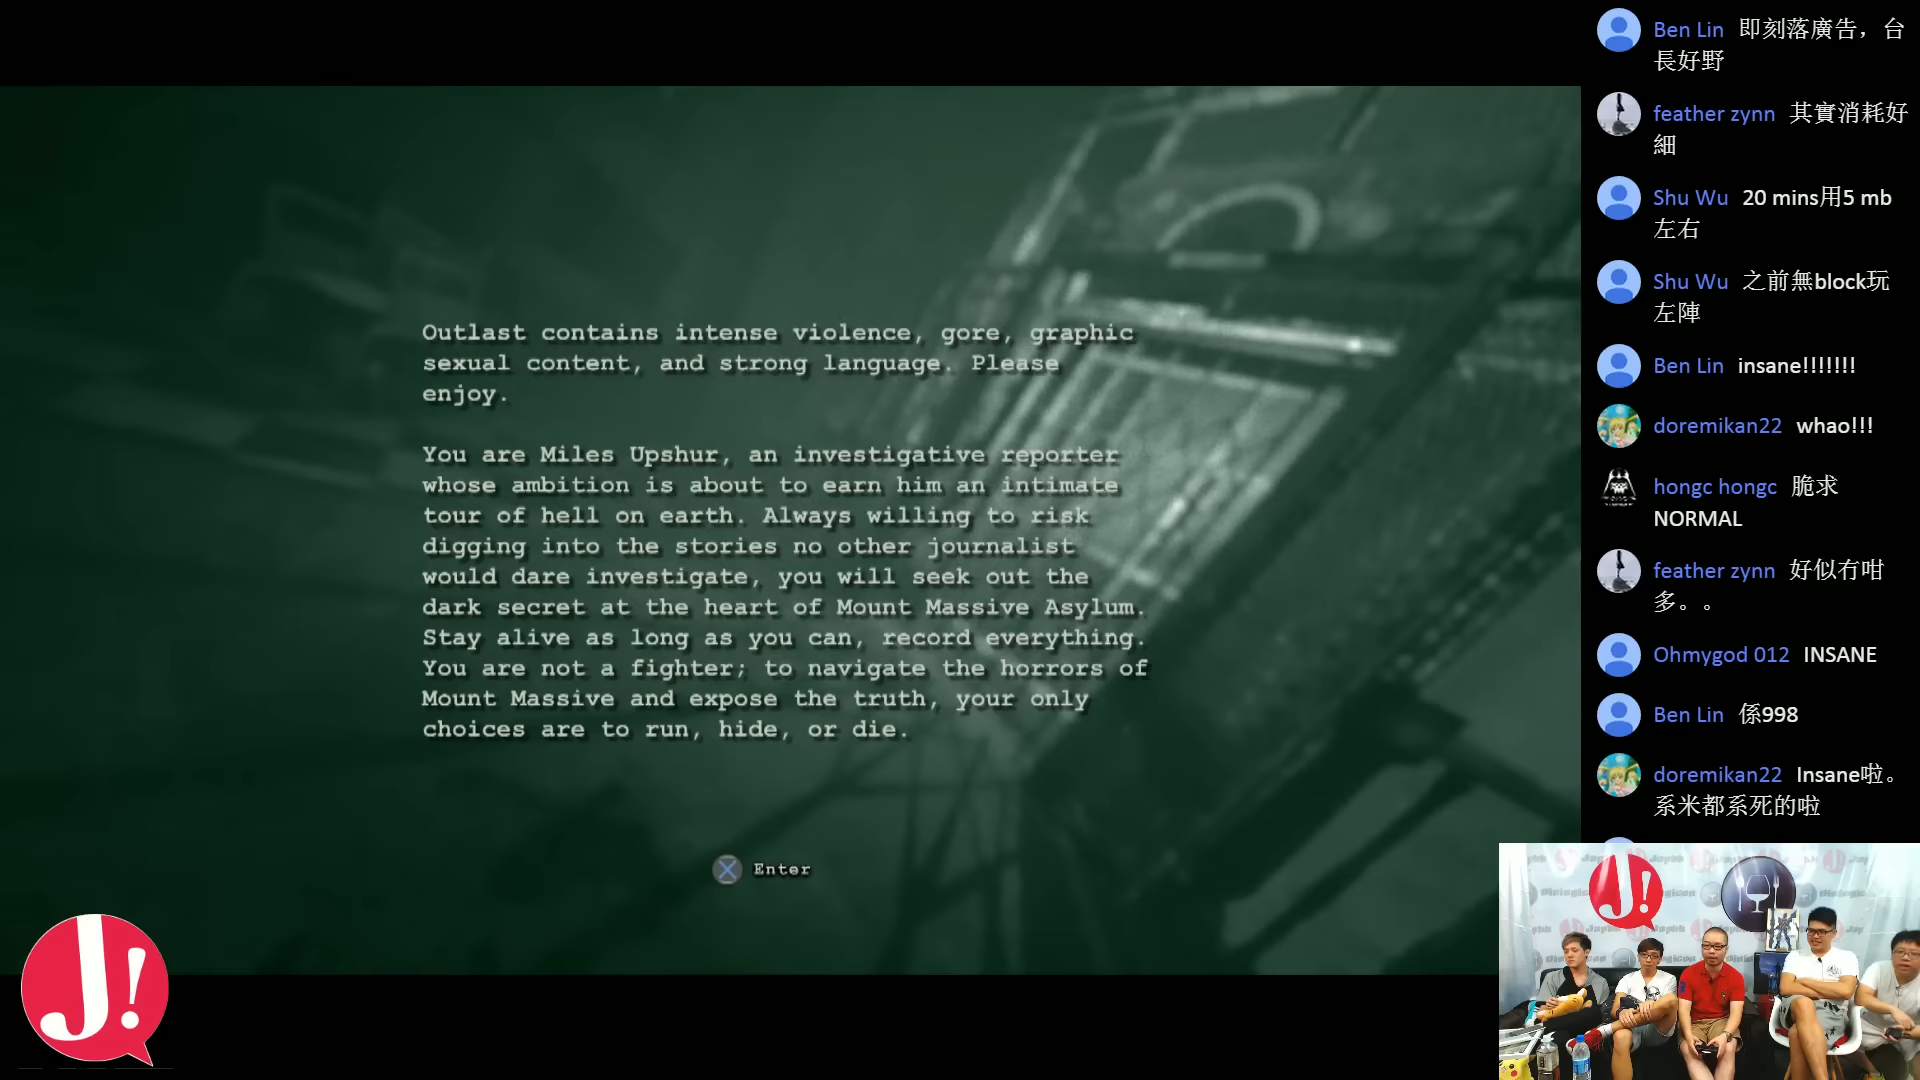 Outlast contains intense violence, gore, graphic
sexual content, and strong language. Please
enjoy.
You are Miles Upshur, an investigative reporter
whose ambition is about to earn him an intimate
tour of hell on earth. Always willing to risk
digging into the stories no other journalist
would dare investigate, you will seek out the
dark secret at the heart of Mount Massive Asylum.
Stay alive as long as you can, record everything.
You are not a fighter; to navigate the horrors of
Mount Massive and expose the truth, your only
choices are to run, hide, or die.
Enter
J!
Ben Lin 即刻落廣告，台
長好野
feather zynn 其實消耗好
細
Shu Wu 20 mins用5 mb
左右
Shu Wu 之前無block玩
左陣
Ben Lin insane!!!!!!!
doremikan22 whao!!!
hongc hongc 脆求
NORMAL
feather zynn 好似冇咁
多。。
Ohmygod 012 INSANE
Ben Lin 係998
doremikan22 Insane啦。
系米都系死的啦
J!